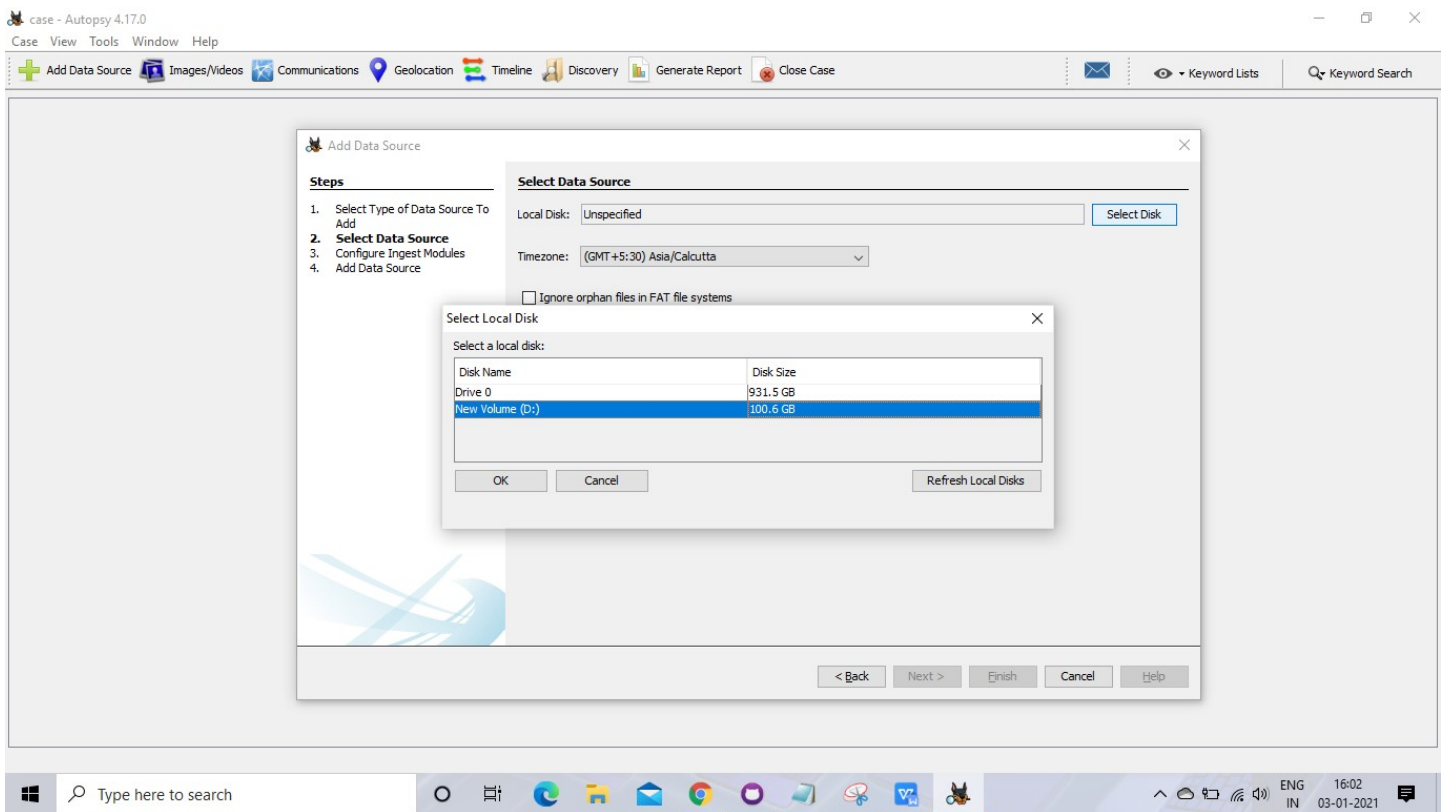 case - Autopsy 4.17.0
Case View Tools Window Help
Add Data Source Images/Videos Communications Geolocation Timeline Discovery Generate Report Close Case Keyword Lists Keyword Search
Add Data Source
Steps
1. Select Type of Data Source To
Add
2. Select Data Source
3. Configure Ingest Modules
4. Add Data Source
Select Data Source
Local Disk: Unspecified Select Disk
Timezone: (GMT+5:30) Asia/Calcutta
Ignore orphan files in FAT file systems
Select Local Disk
Select a local disk:
Disk Name Disk Size
Drive 0 931.5 GB
New Volume (D:) 100.6 GB
OK Cancel Refresh Local Disks
< Back Next > Finish Cancel Help
Type here to search
ENG 16:02
IN 03-01-2021